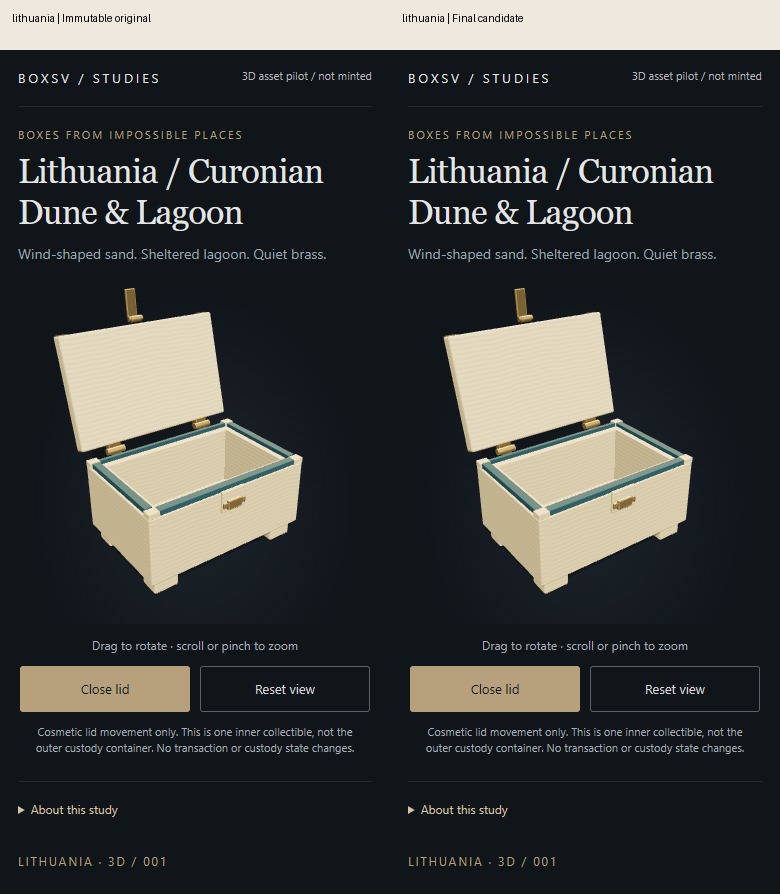 lithuania | Immutable original
BOXSV / STUDIES
3D asset pilot / not minted
BOXES FROM IMPOSSIBLE PLACES
Lithuania / Curonian
Dune & Lagoon
Wind-shaped sand. Sheltered lagoon. Quiet brass.
Drag to rotate · scroll or pinch to zoom
Close lid
Reset view
Cosmetic lid movement only. This is one inner collectible, not the
outer custody container. No transaction or custody state changes.
About this study
LITHUANIA · 3D / 001
lithuania | Final candidate
BOXSV / STUDIES
3D asset pilot / not minted
BOXES FROM IMPOSSIBLE PLACES
Lithuania / Curonian
Dune & Lagoon
Wind-shaped sand. Sheltered lagoon. Quiet brass.
Drag to rotate · scroll or pinch to zoom
Close lid
Reset view
Cosmetic lid movement only. This is one inner collectible, not the
outer custody container. No transaction or custody state changes.
About this study
LITHUANIA · 3D / 001